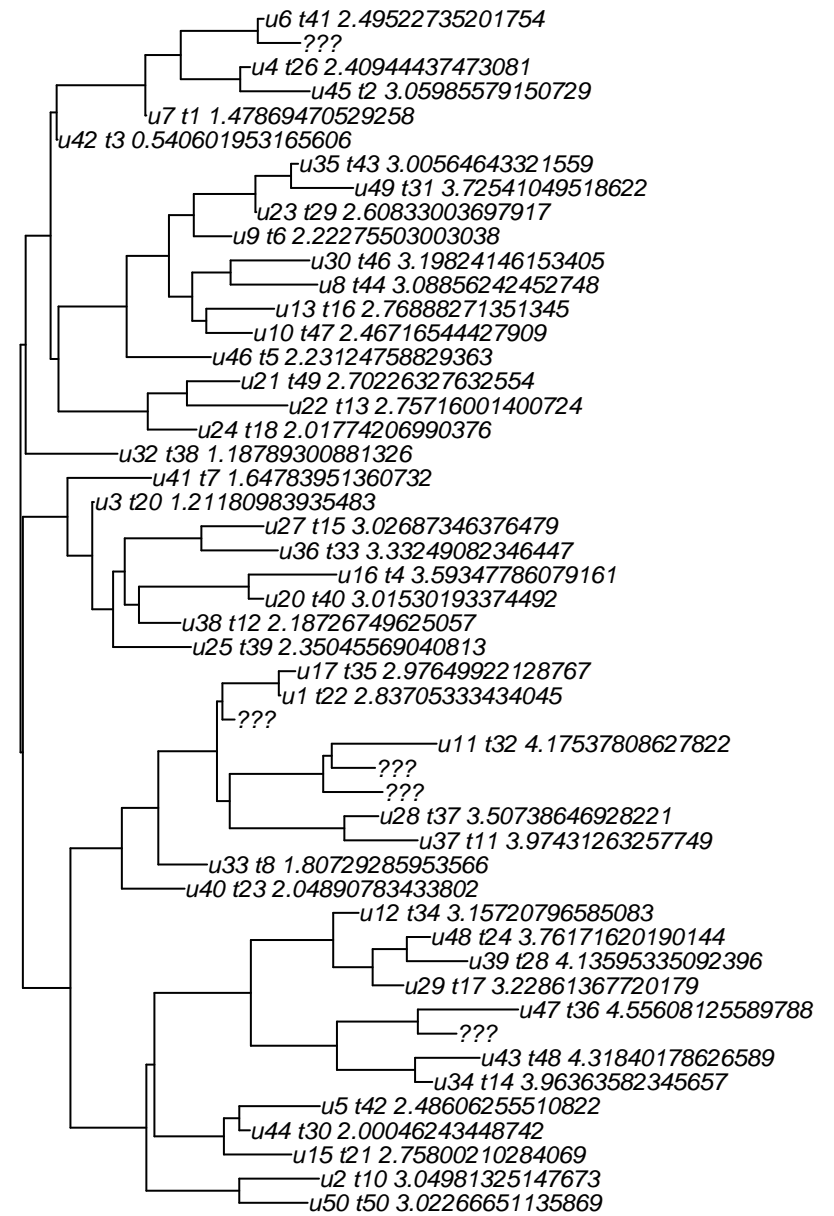 u6 t41 2.49522735201754
???
u4 t26 2.40944437473081
u45 t2 3.05985579150729
u7 t1 1.47869470529258
u42 t3 0.540601953165606
u35 t43 3.00564643321559
u49 t31 3.72541049518622
u23 t29 2.60833003697917
u9 t6 2.22275503003038
u30 t46 3.19824146153405
u8 t44 3.08856242452748
u13 t16 2.76888271351345
u10 t47 2.46716544427909
u46 t5 2.23124758829363
u21 t49 2.70226327632554
u22 t13 2.75716001400724
u24 t18 2.01774206990376
u32 t38 1.18789300881326
u41 t7 1.64783951360732
u3 t20 1.21180983935483
u27 t15 3.02687346376479
u36 t33 3.33249082346447
u16 t4 3.59347786079161
u20 t40 3.01530193374492
u38 t12 2.18726749625057
u25 t39 2.35045569040813
u17 t35 2.97649922128767
u1 t22 2.83705333434045
???
u11 t32 4.17537808627822
???
???
u28 t37 3.50738646928221
u37 t11 3.97431263257749
u33 t8 1.80729285953566
u40 t23 2.04890783433802
u12 t34 3.15720796585083
u48 t24 3.76171620190144
u39 t28 4.13595335092396
u29 t17 3.22861367720179
u47 t36 4.55608125589788
???
u43 t48 4.31840178626589
u34 t14 3.96363582345657
u5 t42 2.48606255510822
u44 t30 2.00046243448742
u15 t21 2.75800210284069
u2 t10 3.04981325147673
u50 t50 3.02266651135869